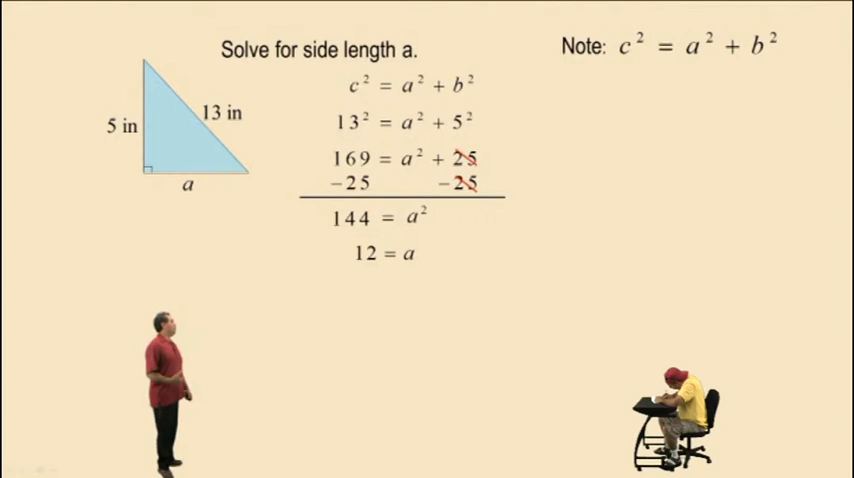 Solve for side length a.
Note: c² = a² + b²
5 in
13 in
a
c² = a² + b²
13² = a² + 5²
169 = a² + 25
−25 −25
144 = a²
12 = a